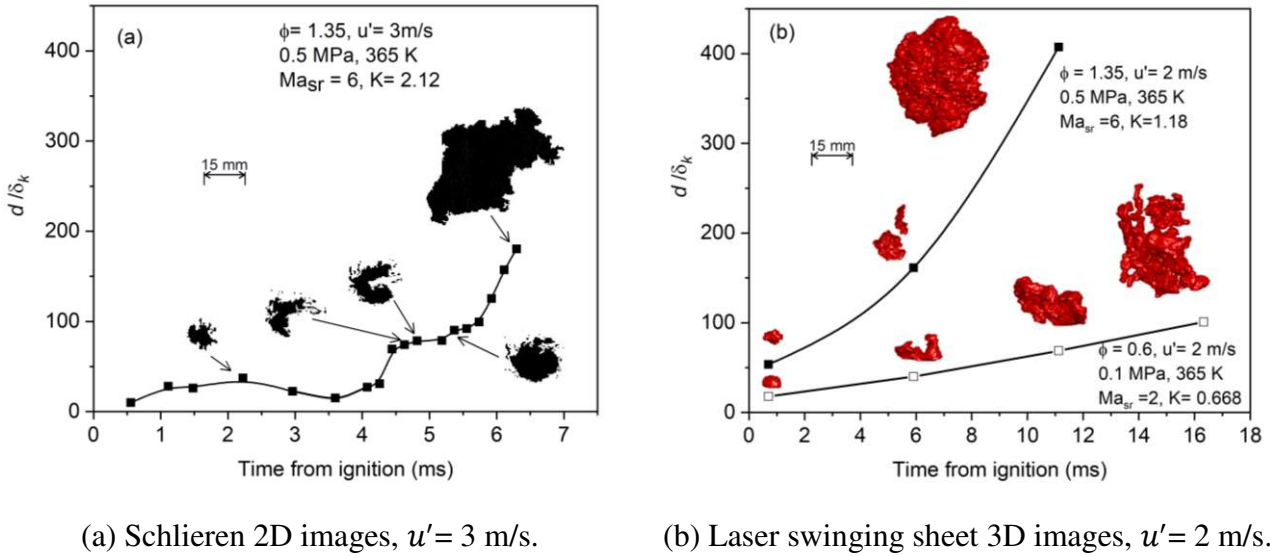 (a)
ϕ= 1.35, u'= 3m/s
0.5 MPa, 365 K
Ma_sr = 6, K= 2.12
15 mm
d/δ_k
400
300
200
100
0
0 1 2 3 4 5 6 7
Time from ignition (ms)
(b)
ϕ= 1.35, u'= 2 m/s
0.5 MPa, 365 K
Ma_sr =6, K=1.18
15 mm
d/δ_k
400
300
200
100
0
ϕ= 0.6, u'= 2 m/s
0.1 MPa, 365 K
Ma_sr =2, K= 0.668
0 2 4 6 8 10 12 14 16 18
Time from ignition (ms)
(a) Schlieren 2D images, u′= 3 m/s.
(b) Laser swinging sheet 3D images, u′= 2 m/s.